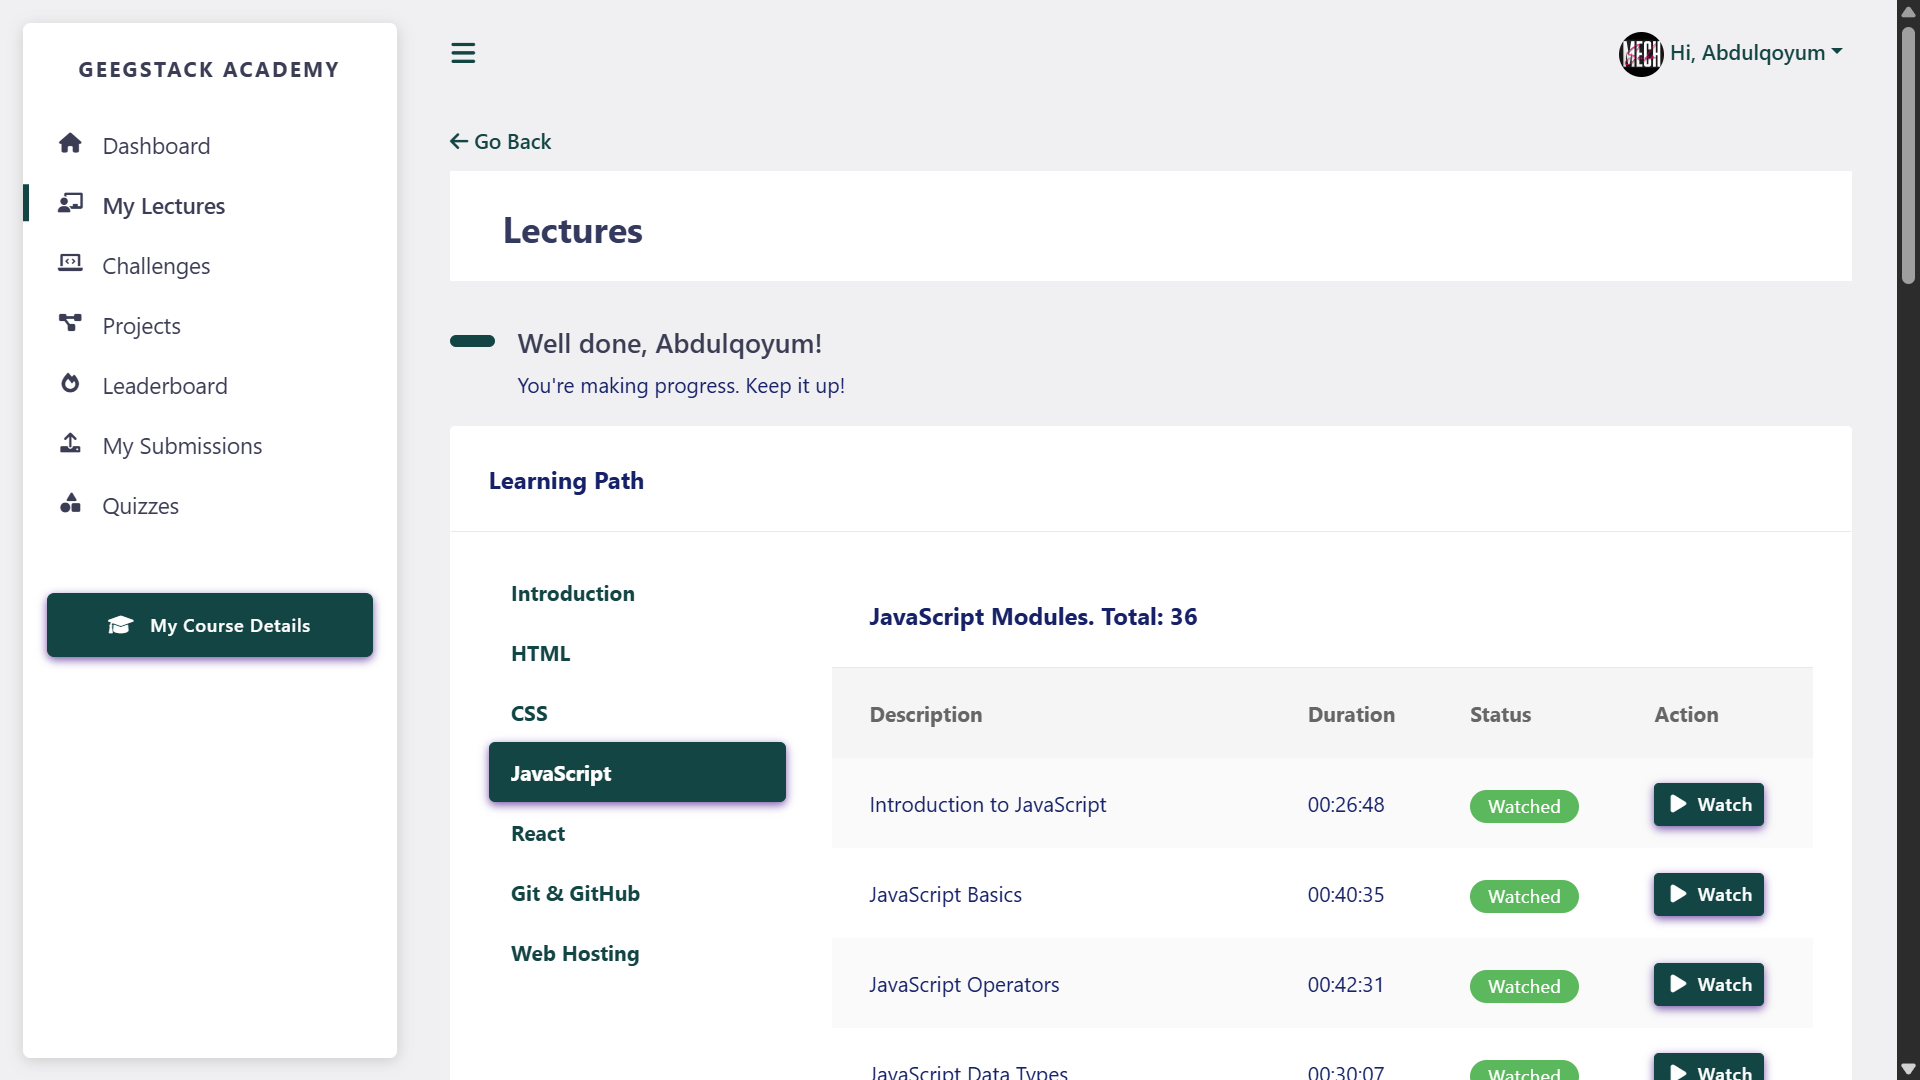 GEEGSTACK ACADEMY
Dashboard
My Lectures
Challenges
Projects
Leaderboard
My Submissions
Quizzes
My Course Details
MECH
Hi, Abdulqoyum
Go Back
Lectures
Well done, Abdulqoyum!
You're making progress. Keep it up!
Learning Path
Introduction
HTML
CSS
JavaScript
React
Git & GitHub
Web Hosting
JavaScript Modules. Total: 36
Description Duration Status Action
Introduction to JavaScript 00:26:48 Watched Watch
JavaScript Basics 00:40:35 Watched Watch
JavaScript Operators 00:42:31 Watched Watch
JavaScript Data Types 00:30:07 Watched Watch